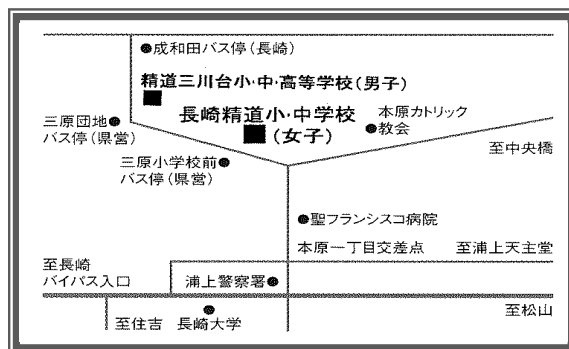 成和田バス停(長崎)
精道三川台小・中・高等学校(男子)
長崎精道小・中学校
(女子)
本原カトリック
教会
三原団地
バス停(県営)
至中央橋
三原小学校前
バス停(県営)
聖フランシスコ病院
本原一丁目交差点
至浦上天主堂
至長崎
バイパス入口
浦上警察署
至松山
至住吉
長崎大学